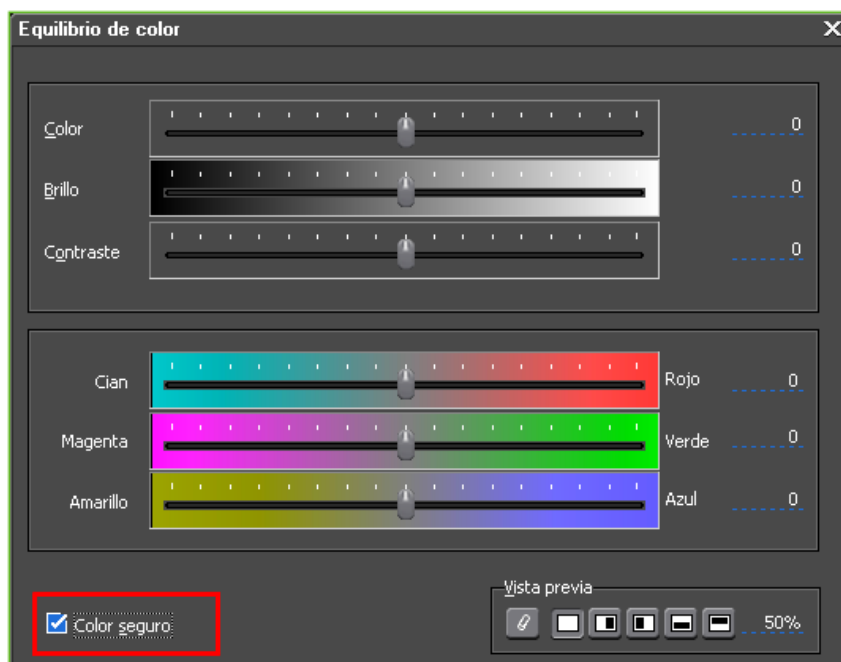 Equilibrio de color
Color 0
Brillo 0
Contraste 0
Cian Rojo 0
Magenta Verde 0
Amarillo Azul 0
Vista previa
Color seguro 50%